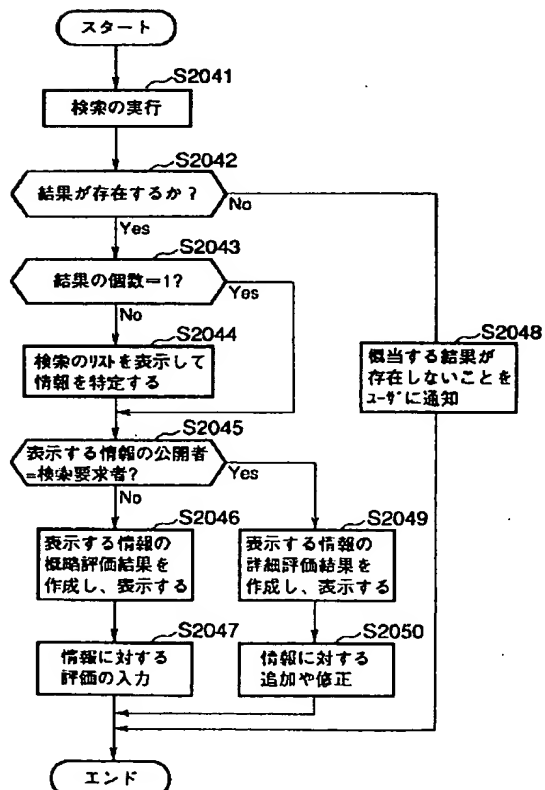 スタート
S2041
検索の実行
S2042
結果が存在するか?
No
Yes
S2043
結果の個数=1?
Yes
No
S2044
検索のリストを表示して
情報を特定する
S2048
概当する結果が
存在しないことを
ユーザに通知
S2045
表示する情報の公開者
=検索要求者?
Yes
No
S2046
表示する情報の
概略評価結果を
作成し、表示する
S2049
表示する情報の
詳細評価結果を
作成し、表示する
S2047
情報に対する
評価の入力
S2050
情報に対する
追加や修正
エンド